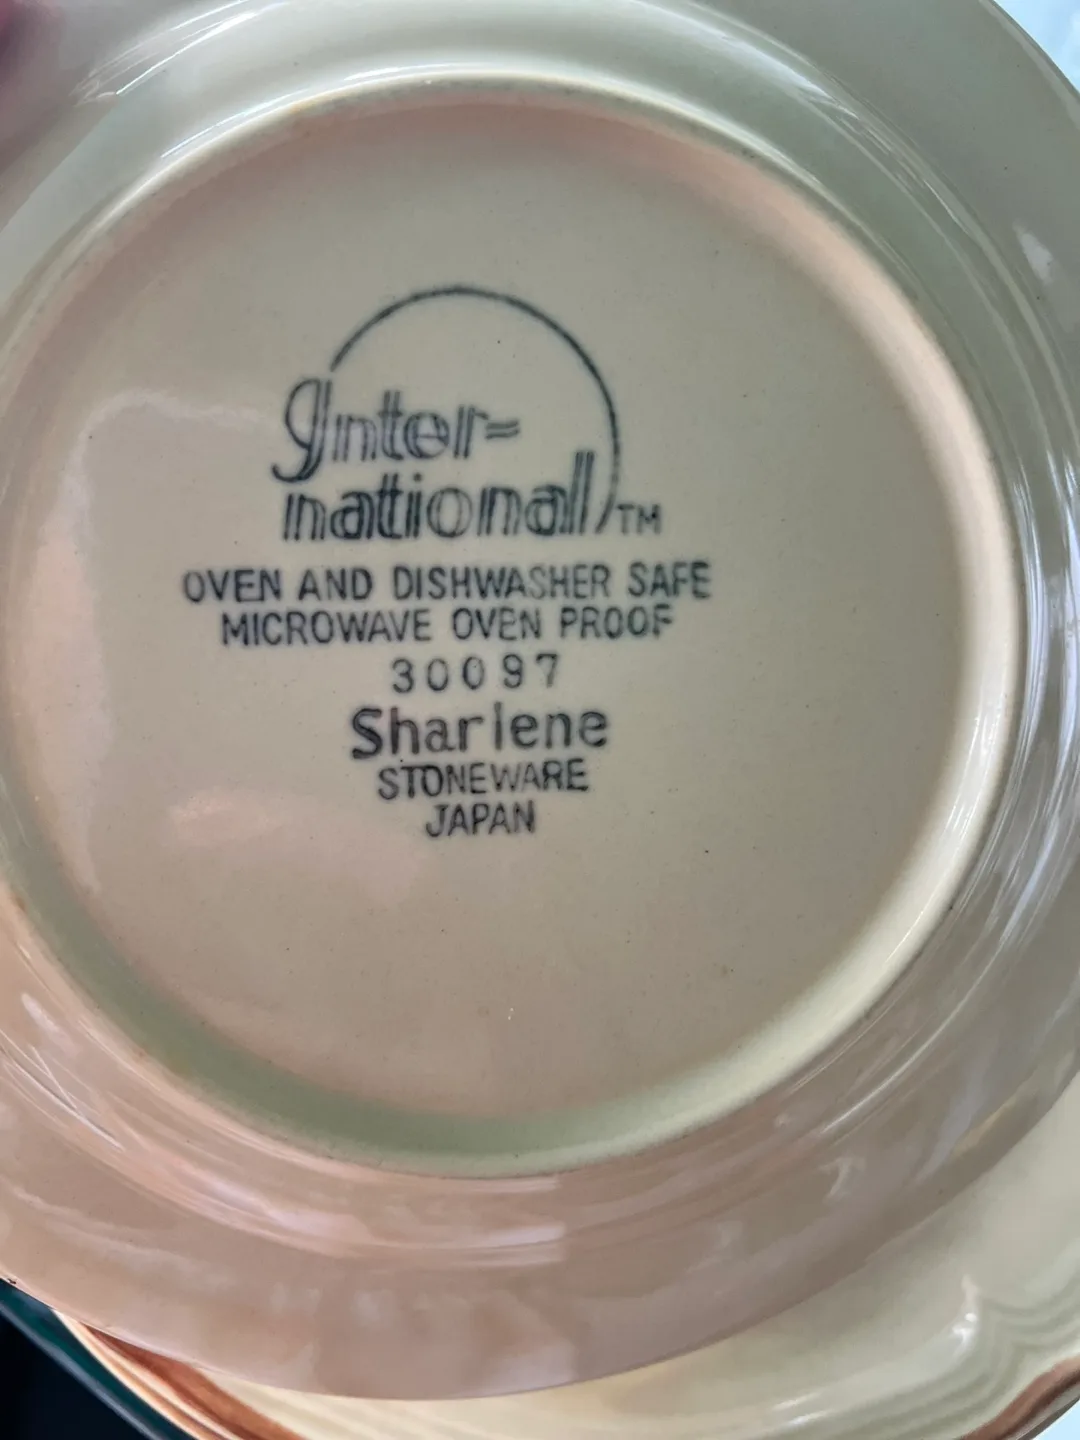 Inter=
national TM
OVEN AND DISHWASHER SAFE
MICROWAVE OVEN PROOF
30097
Sharlene
STONEWARE
JAPAN